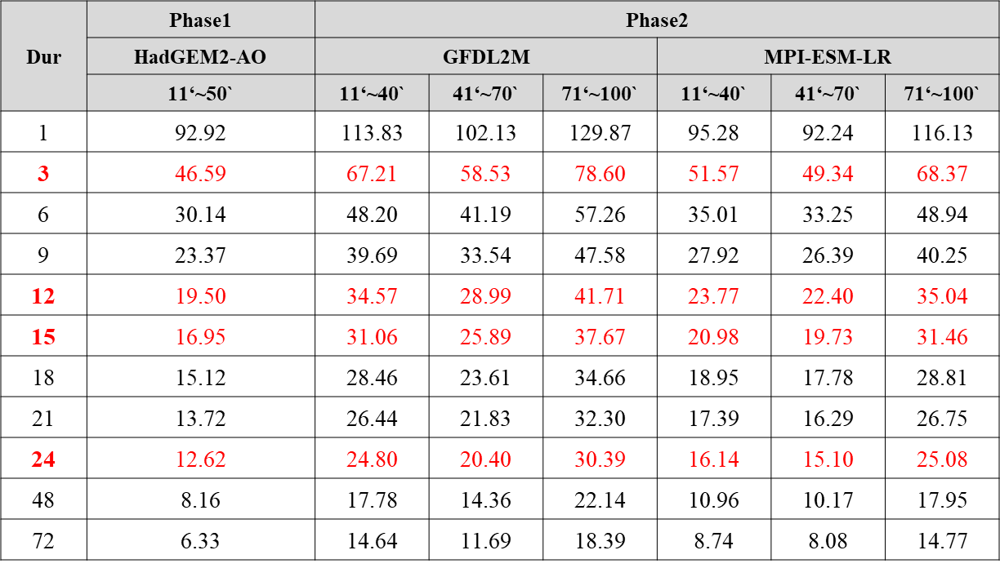 Phase1 Phase2
Dur HadGEM2-AO GFDL2M MPI-ESM-LR
11‘~50` 11‘~40` 41‘~70` 71‘~100` 11‘~40` 41‘~70` 71‘~100`
1 92.92 113.83 102.13 129.87 95.28 92.24 116.13
3 46.59 67.21 58.53 78.60 51.57 49.34 68.37
6 30.14 48.20 41.19 57.26 35.01 33.25 48.94
9 23.37 39.69 33.54 47.58 27.92 26.39 40.25
12 19.50 34.57 28.99 41.71 23.77 22.40 35.04
15 16.95 31.06 25.89 37.67 20.98 19.73 31.46
18 15.12 28.46 23.61 34.66 18.95 17.78 28.81
21 13.72 26.44 21.83 32.30 17.39 16.29 26.75
24 12.62 24.80 20.40 30.39 16.14 15.10 25.08
48 8.16 17.78 14.36 22.14 10.96 10.17 17.95
72 6.33 14.64 11.69 18.39 8.74 8.08 14.77